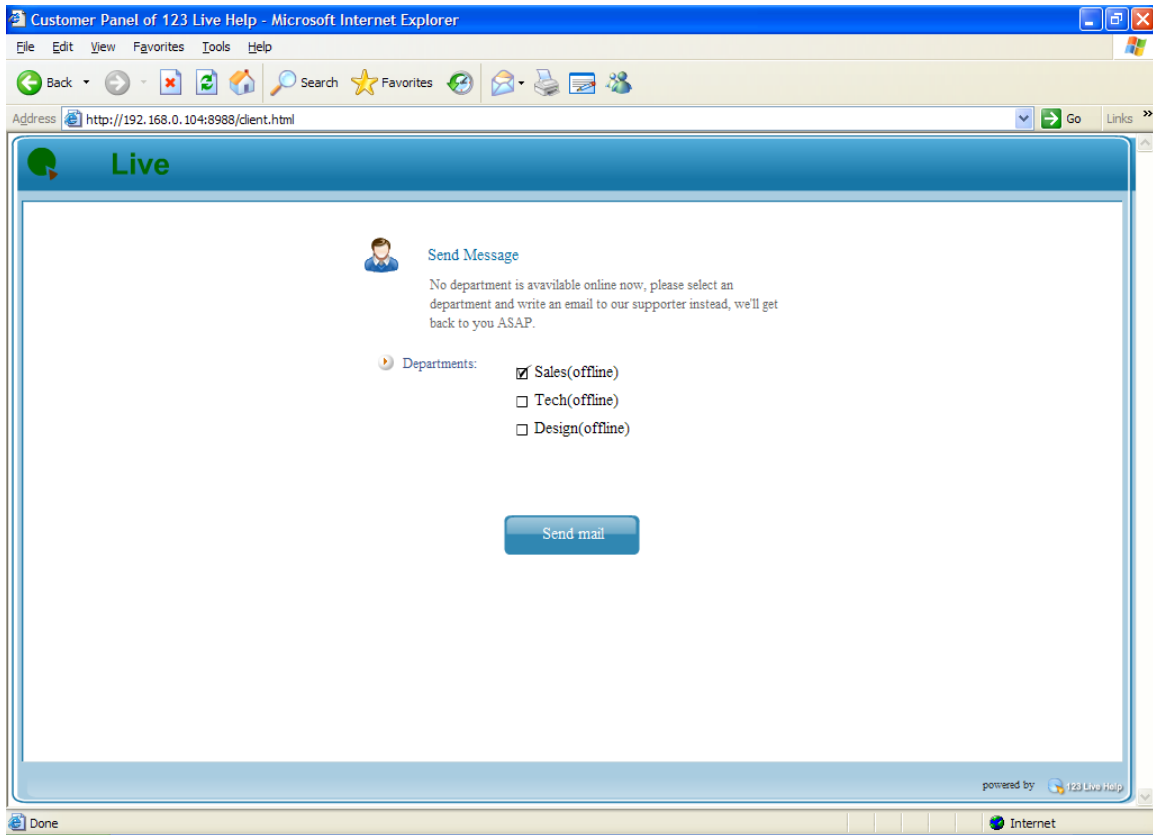 Customer Panel of 123 Live Help - Microsoft Internet Explorer
File Edit View Favorites Tools Help
Back Search Favorites
Address http://192.168.0.104:8988/client.html Go Links »
Live
Send Message
No department is avavilable online now, please select an
department and write an email to our supporter instead, we'll get
back to you ASAP.
Departments:
Sales(offline)
Tech(offline)
Design(offline)
Send mail
powered by 123 Live Help
Done Internet